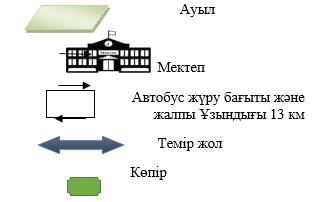 Ауыл
Мектеп
Автобус жүру бағыты және
жалпы Ұзындығы 13 км
Темір жол
Көпір